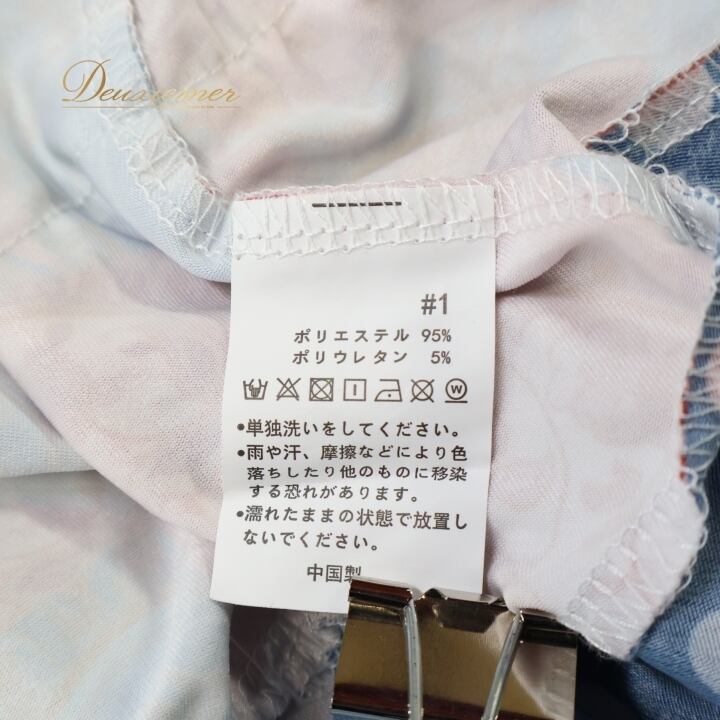 Deuxiemer
#1
ポリエステル 95%
ポリウレタン 5%
W
•単独洗いをしてください。
•雨や汗、摩擦などにより色
落ちしたり他のものに移染
する恐れがあります。
•濡れたままの状態で放置し
ないでください。
中国製